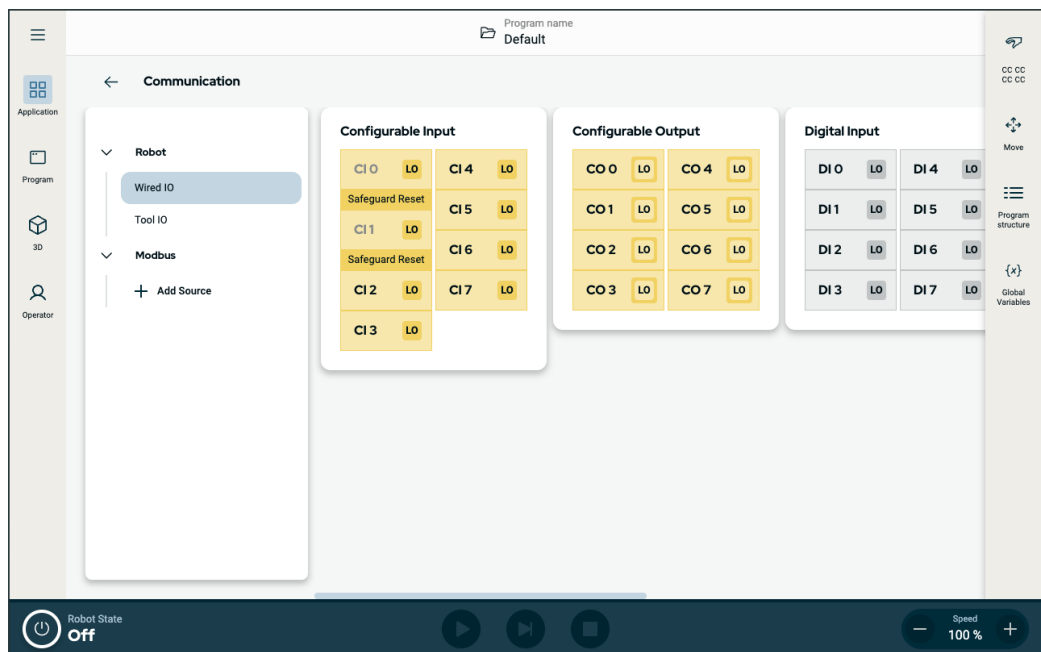 Program name
Default
Application
Program
3D
Operator
Communication
Robot
Wired IO
Tool IO
Modbus
Add Source
Configurable Input
CI 0 LO CI 4 LO
Safeguard Reset
CI 5 LO
CI 1 LO
CI 6 LO
Safeguard Reset
CI 2 LO CI 7 LO
CI 3 LO
Configurable Output
CO 0 LO CO 4 LO
CO 1 LO CO 5 LO
CO 2 LO CO 6 LO
CO 3 LO CO 7 LO
Digital Input
DI 0 LO DI 4 LO
DI 1 LO DI 5 LO
DI 2 LO DI 6 LO
DI 3 LO DI 7 LO
CC CC
CC CC
Move
Program
structure
{x}
Global
Variables
Robot State
Off
Speed
100 %